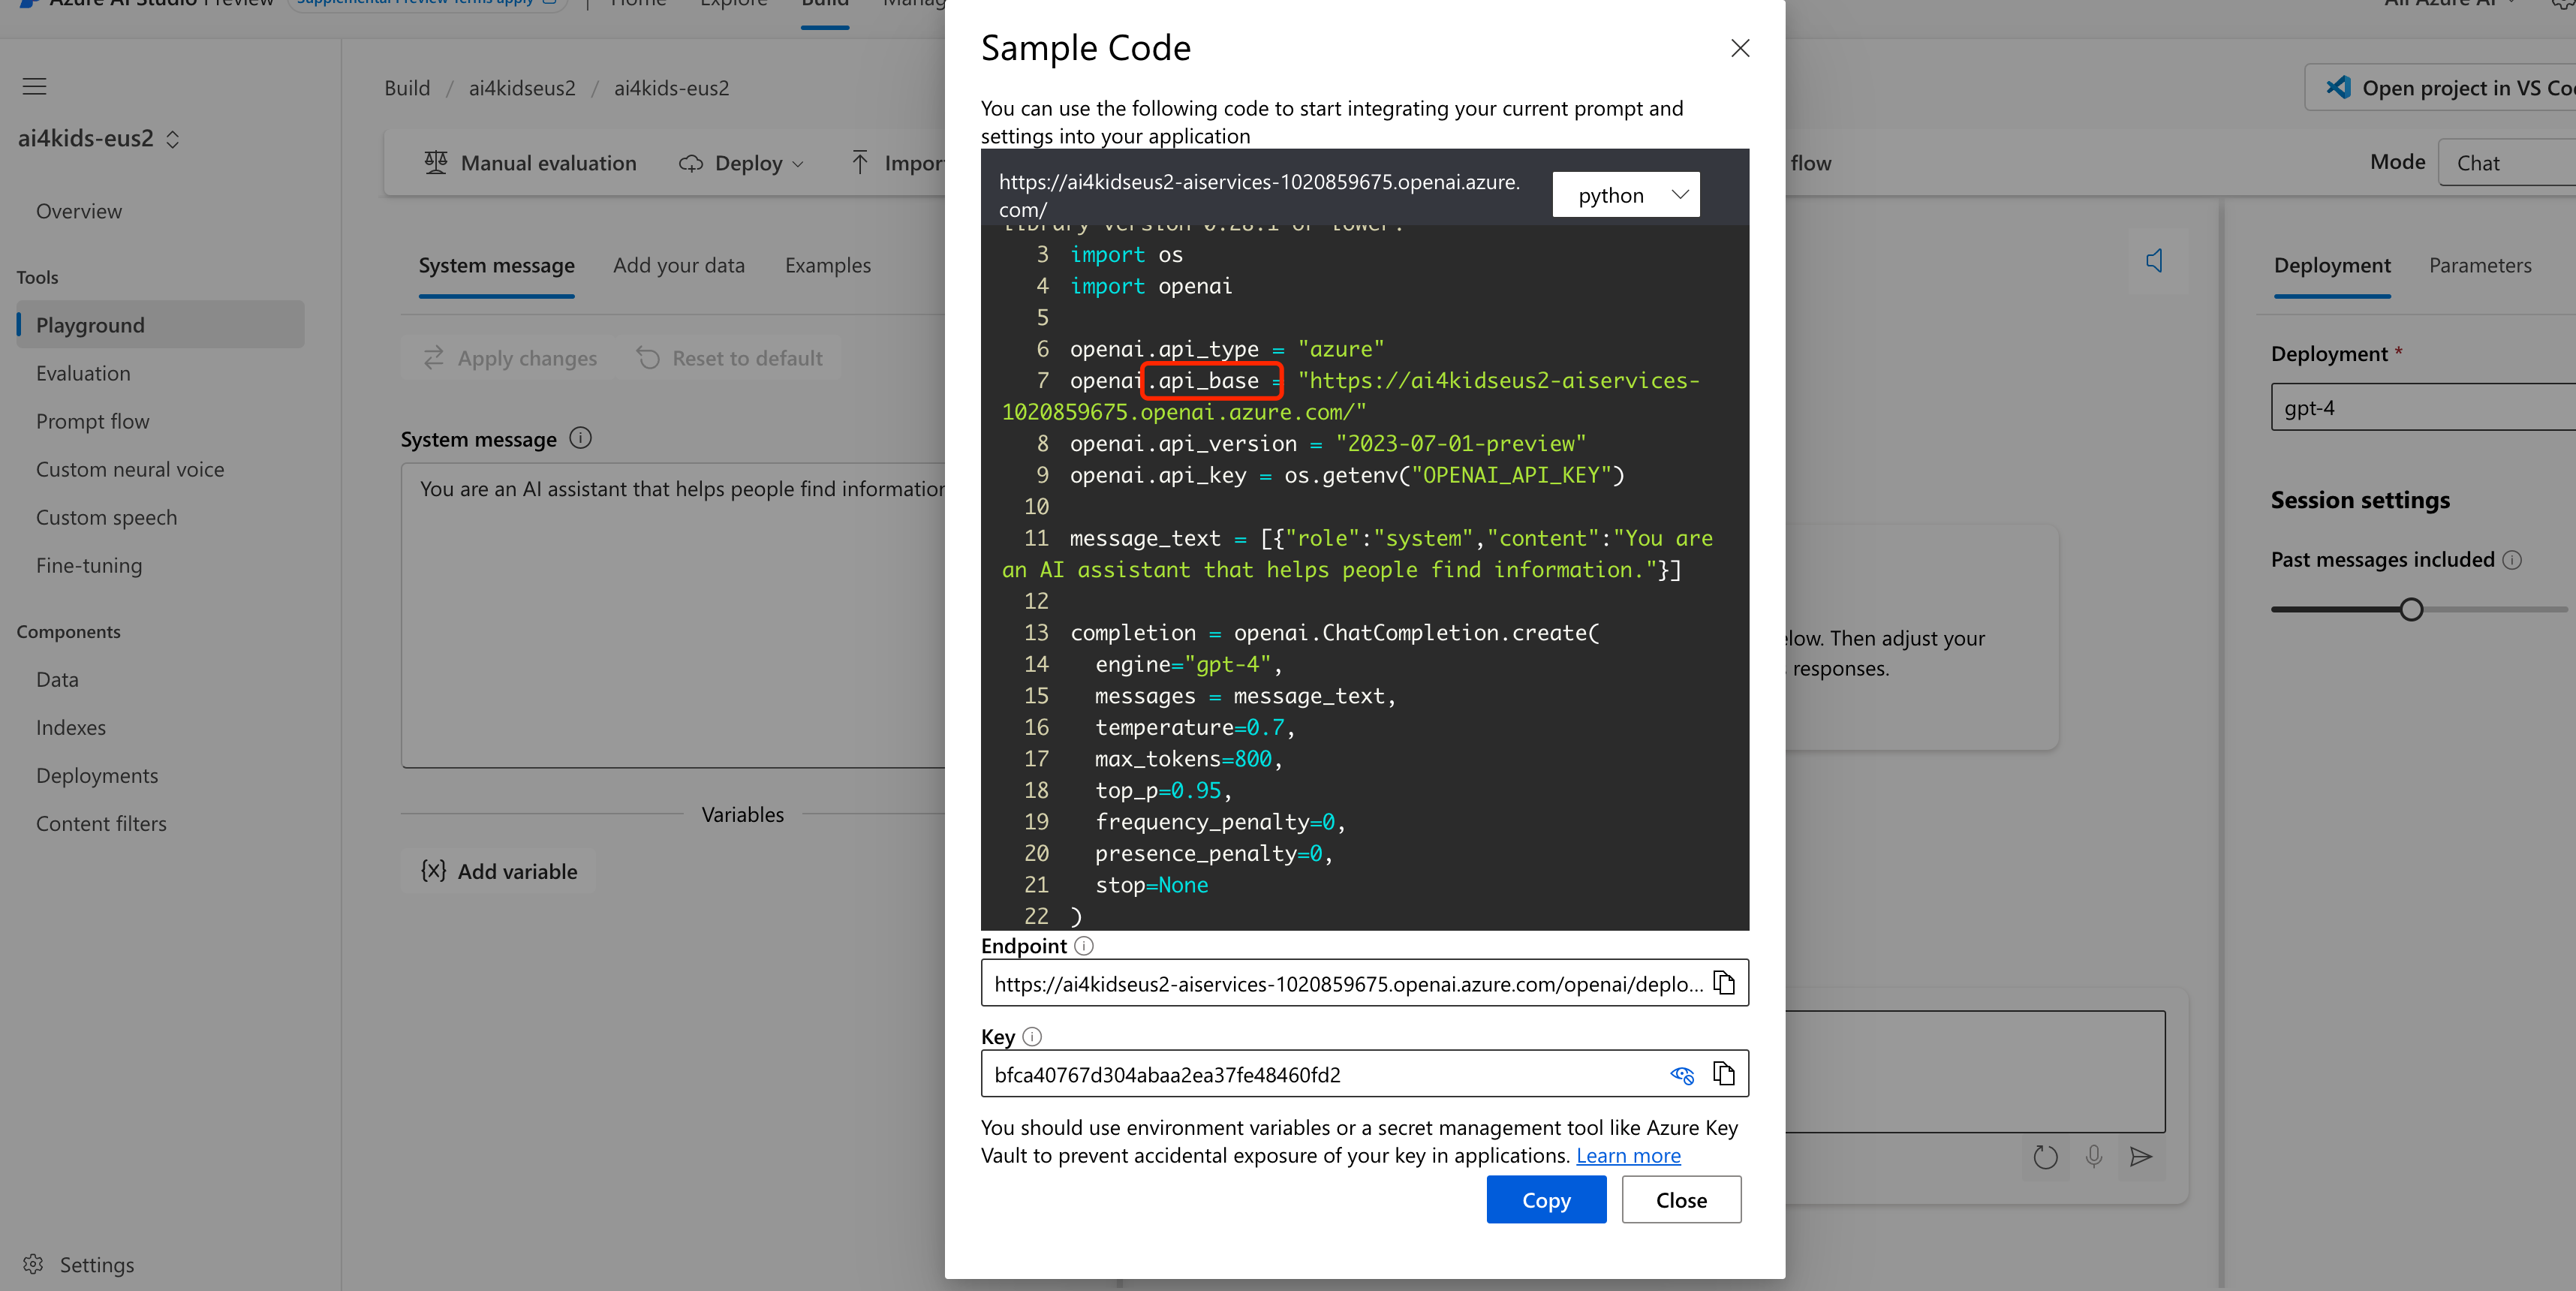 Azure AI Studio Preview
Supplemental Preview Terms apply
Home
Explore
Build
Manag
All Azure AI
Build / ai4kidseus2 / ai4kids-eus2
Open project in VS Co
ai4kids-eus2
Manual evaluation
Deploy
Impor
flow
Mode
Chat
Overview
Tools
Playground
Evaluation
Prompt flow
Custom neural voice
Custom speech
Fine-tuning
Components
Data
Indexes
Deployments
Content filters
Settings
System message
Add your data
Examples
Apply changes
Reset to default
System message
You are an AI assistant that helps people find information
Variables
{x} Add variable
Sample Code
You can use the following code to start integrating your current prompt and
settings into your application
https://ai4kidseus2-aiservices-1020859675.openai.azure.
com/
python
library version 0.28.1 or lower.
3 import os
4 import openai
5
6 openai.api_type = "azure"
7 openai.api_base = "https://ai4kidseus2-aiservices-
1020859675.openai.azure.com/"
8 openai.api_version = "2023-07-01-preview"
9 openai.api_key = os.getenv("OPENAI_API_KEY")
10
11 message_text = [{"role":"system","content":"You are
an AI assistant that helps people find information."}]
12
13 completion = openai.ChatCompletion.create(
14 engine="gpt-4",
15 messages = message_text,
16 temperature=0.7,
17 max_tokens=800,
18 top_p=0.95,
19 frequency_penalty=0,
20 presence_penalty=0,
21 stop=None
22 )
Endpoint
https://ai4kidseus2-aiservices-1020859675.openai.azure.com/openai/deplo...
Key
bfca40767d304abaa2ea37fe48460fd2
You should use environment variables or a secret management tool like Azure Key
Vault to prevent accidental exposure of your key in applications. Learn more
Copy
Close
elow. Then adjust your
responses.
Deployment
Parameters
Deployment *
gpt-4
Session settings
Past messages included